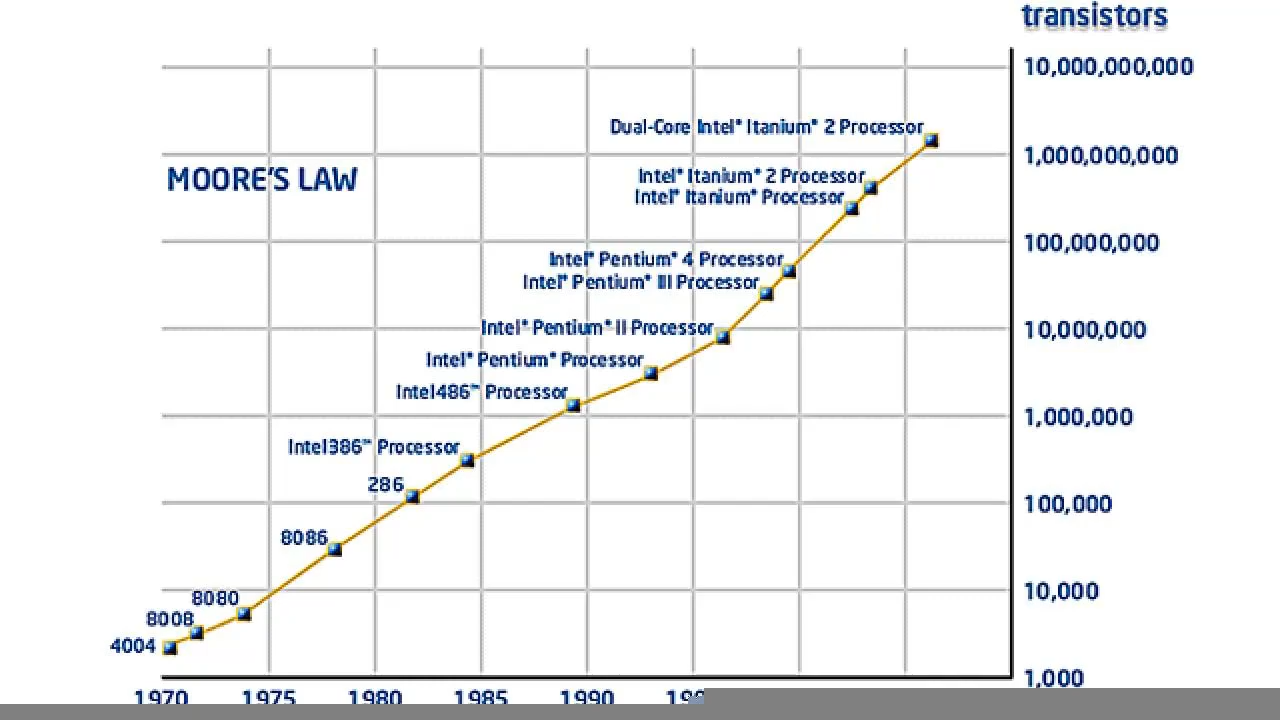 transistors
10,000,000,000
Dual-Core Intel® Itanium® 2 Processor
1,000,000,000
MOORE'S LAW
Intel® Itanium® 2 Processor
Intel® Itanium® Processor
100,000,000
Intel® Pentium® 4 Processor
Intel® Pentium® III Processor
Intel® Pentium® II Processor
10,000,000
Intel® Pentium® Processor
Intel486™ Processor
1,000,000
Intel386™ Processor
286
100,000
8086
10,000
8080
8008
4004
1,000
1970 1975 1980 1985 1990